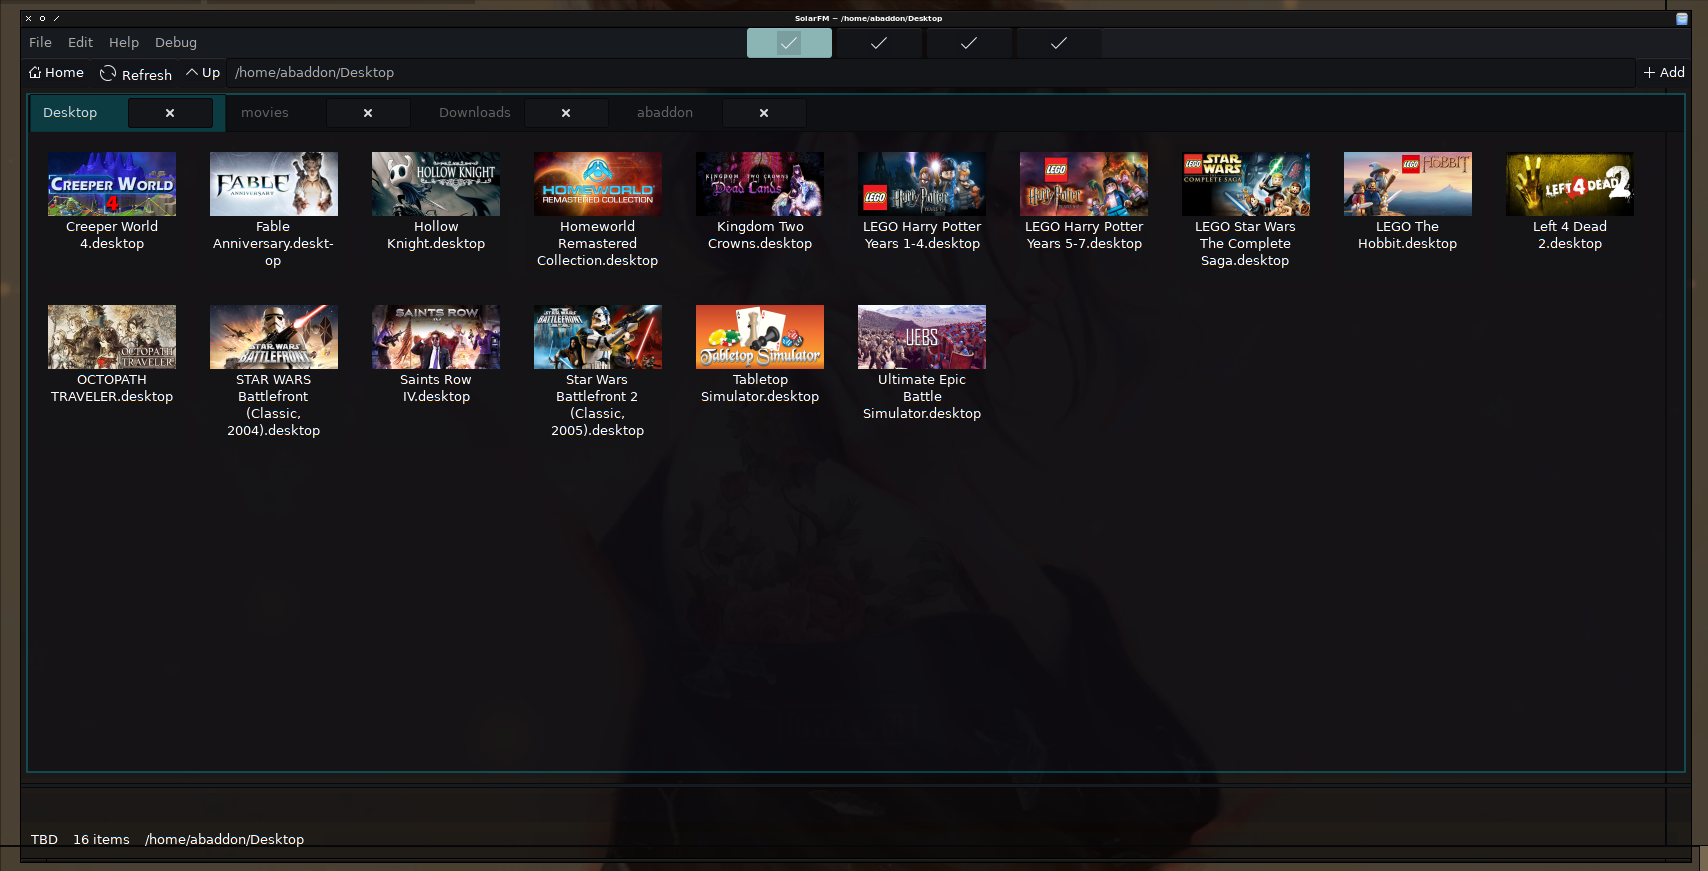 SolarFM ~ /home/abaddon/Desktop
File Edit Help Debug
Home Refresh Up /home/abaddon/Desktop Add
Desktop movies Downloads abaddon
CREEPER WORLD
4
FABLE
ANNIVERSARY
HOLLOW KNIGHT
HOMEWORLD
REMASTERED COLLECTION
KINGDOM TWO CROWNS
Dead Lands
LEGO
Harry Potter
YEARS 1-4
LEGO
Harry Potter
LEGO
STAR WARS
COMPLETE SAGA
LEGO
HOBBIT
LEFT 4 DEAD 2
Creeper World
4.desktop
Fable
Anniversary.deskt-
op
Hollow
Knight.desktop
Homeworld
Remastered
Collection.desktop
Kingdom Two
Crowns.desktop
LEGO Harry Potter
Years 1-4.desktop
LEGO Harry Potter
Years 5-7.desktop
LEGO Star Wars
The Complete
Saga.desktop
LEGO The
Hobbit.desktop
Left 4 Dead
2.desktop
OCTOPATH
TRAVELER
STAR WARS
BATTLEFRONT
SAINTS ROW
STAR WARS
BATTLEFRONT
Tabletop Simulator
UEBS
OCTOPATH
TRAVELER.desktop
STAR WARS
Battlefront
(Classic,
2004).desktop
Saints Row
IV.desktop
Star Wars
Battlefront 2
(Classic,
2005).desktop
Tabletop
Simulator.desktop
Ultimate Epic
Battle
Simulator.desktop
TBD 16 items /home/abaddon/Desktop